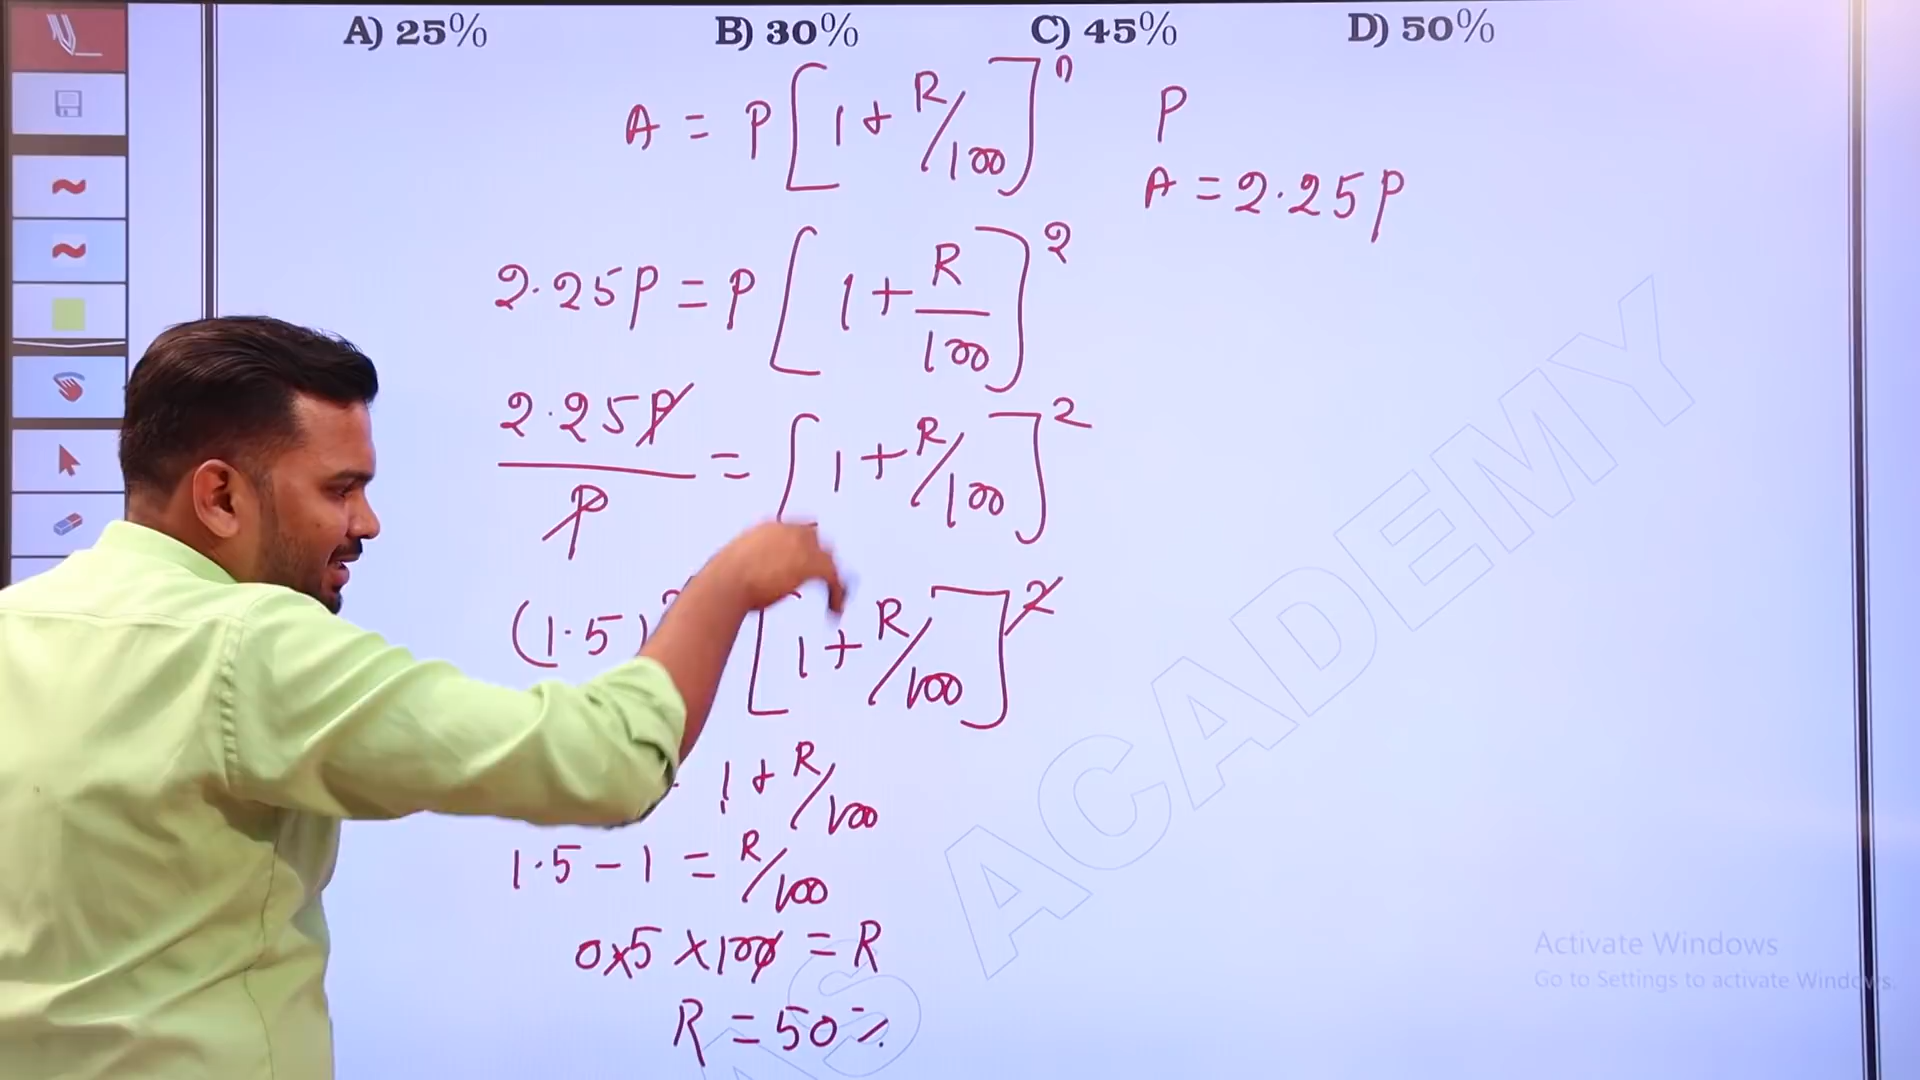 A) 25% B) 30% C) 45% D) 50%
A = P[1 + R/100]^n
P
A = 2.25P
2.25P = P[1 + R/100]^2
2.25P/P = [1 + R/100]^2
(1.5)^2 [1 + R/100]^2
1 + R/100
1.5 - 1 = R/100
0.5 × 100 = R
R = 50%
S ACADEMY
Activate Windows
Go to Settings to activate Windows.